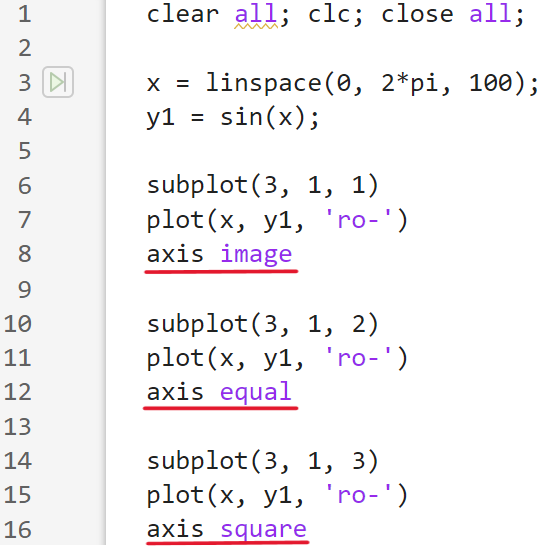 1 clear all; clc; close all;
2
3 x = linspace(0, 2*pi, 100);
4 y1 = sin(x);
5
6 subplot(3, 1, 1)
7 plot(x, y1, 'ro-')
8 axis image
9
10 subplot(3, 1, 2)
11 plot(x, y1, 'ro-')
12 axis equal
13
14 subplot(3, 1, 3)
15 plot(x, y1, 'ro-')
16 axis square